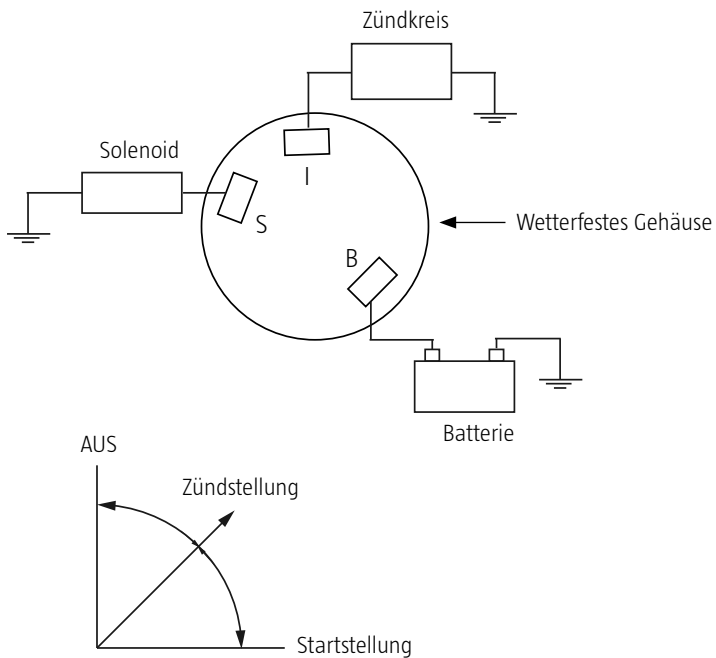 Zündkreis
Solenoid
I
S
Wetterfestes Gehäuse
B
Batterie
AUS
Zündstellung
Startstellung